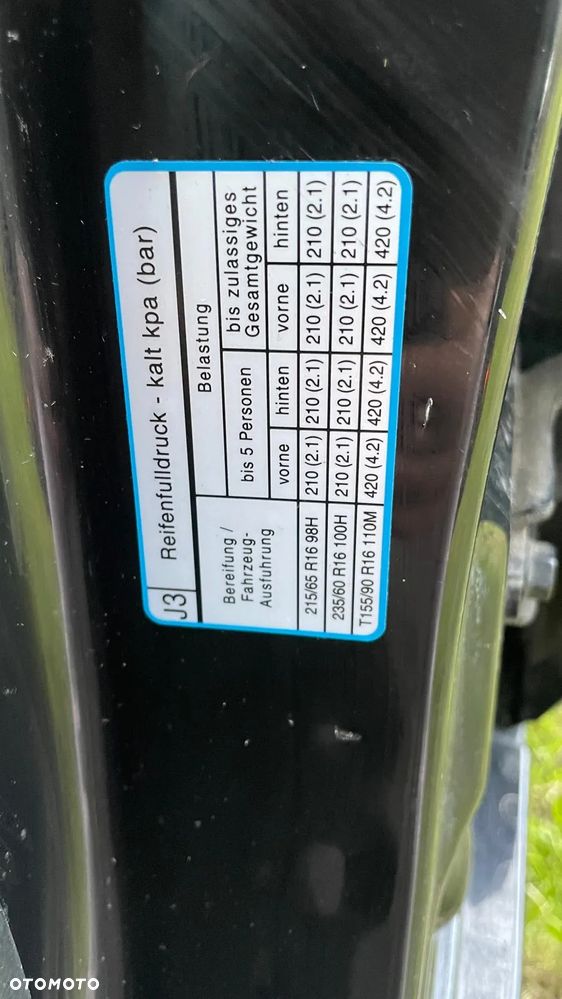 J3 Reifenfulldruck - kalt kpa (bar)
Bereifung /
Fahrzeug-
Ausfuhrung
Belastung
bis 5 Personen
bis zulassiges
Gesamtgewicht
vorne hinten vorne hinten
215/65 R16 98H 210 (2.1) 210 (2.1) 210 (2.1) 210 (2.1)
235/60 R16 100H 210 (2.1) 210 (2.1) 210 (2.1) 210 (2.1)
T155/90 R16 110M 420 (4.2) 420 (4.2) 420 (4.2) 420 (4.2)
OTOMOTO